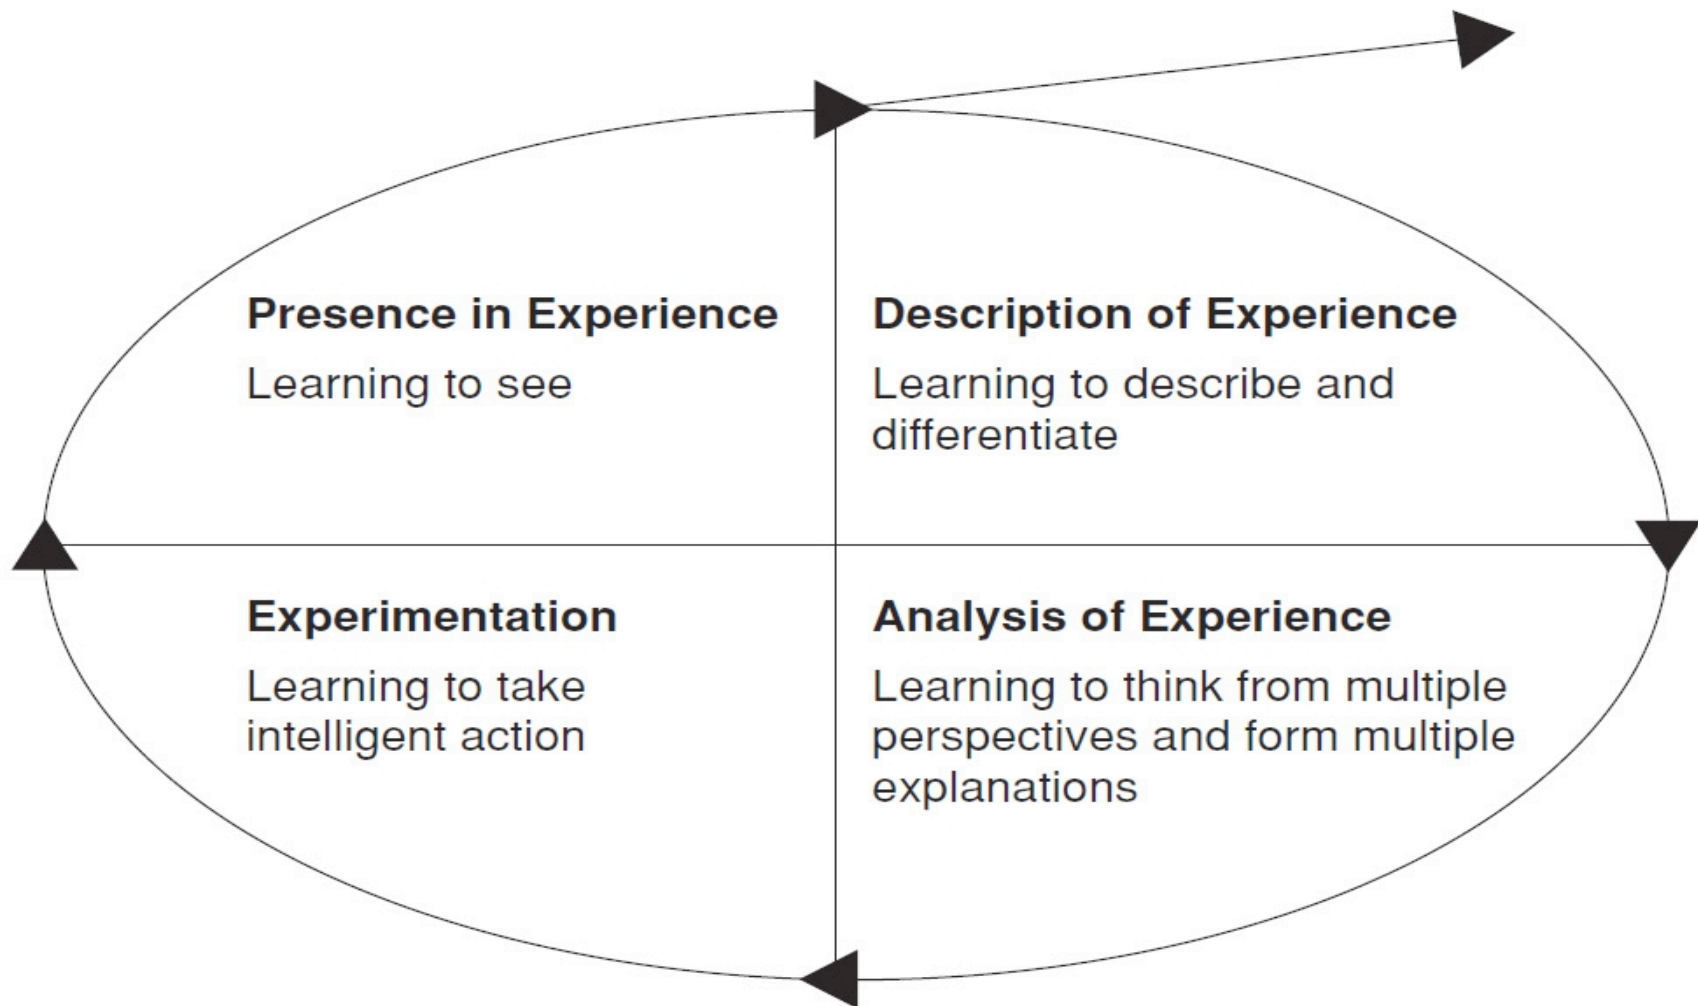 Presence in Experience
Learning to see
Description of Experience
Learning to describe and
differentiate
Experimentation
Learning to take
intelligent action
Analysis of Experience
Learning to think from multiple
perspectives and form multiple
explanations